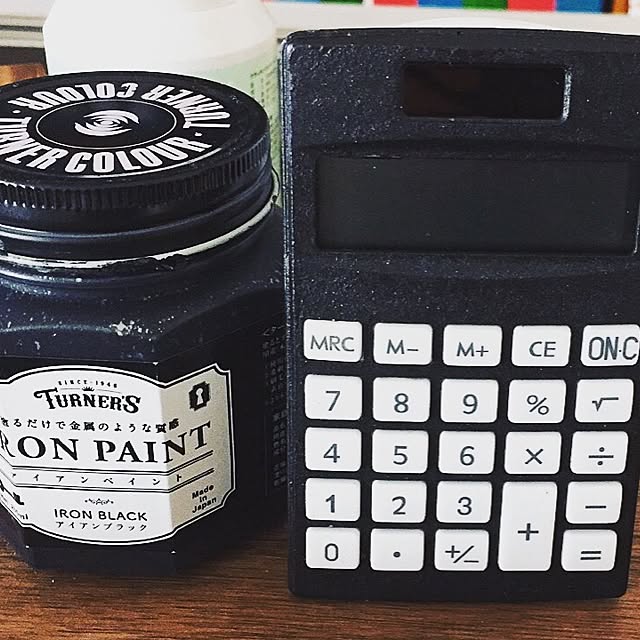 TURNER COLOUR · TURNER COLOUR
SINCE · 1946
TURNER'S
塗るだけで金属のような質感
IRON PAINT
アイアンペイント
IRON BLACK
アイアンブラック
Made in Japan
MRC M− M+ CE ON·C
7 8 9 % √
4 5 6 × ÷
1 2 3 + −
0 · +/− =